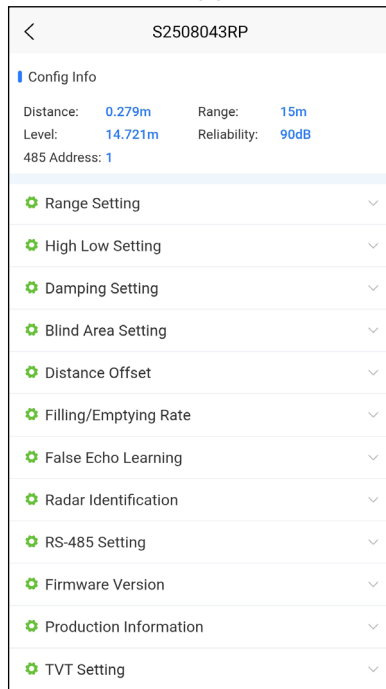 S2508043RP
Config Info
Distance: 0.279m Range: 15m
Level: 14.721m Reliability: 90dB
485 Address: 1
Range Setting
High Low Setting
Damping Setting
Blind Area Setting
Distance Offset
Filling/Emptying Rate
False Echo Learning
Radar Identification
RS-485 Setting
Firmware Version
Production Information
TVT Setting